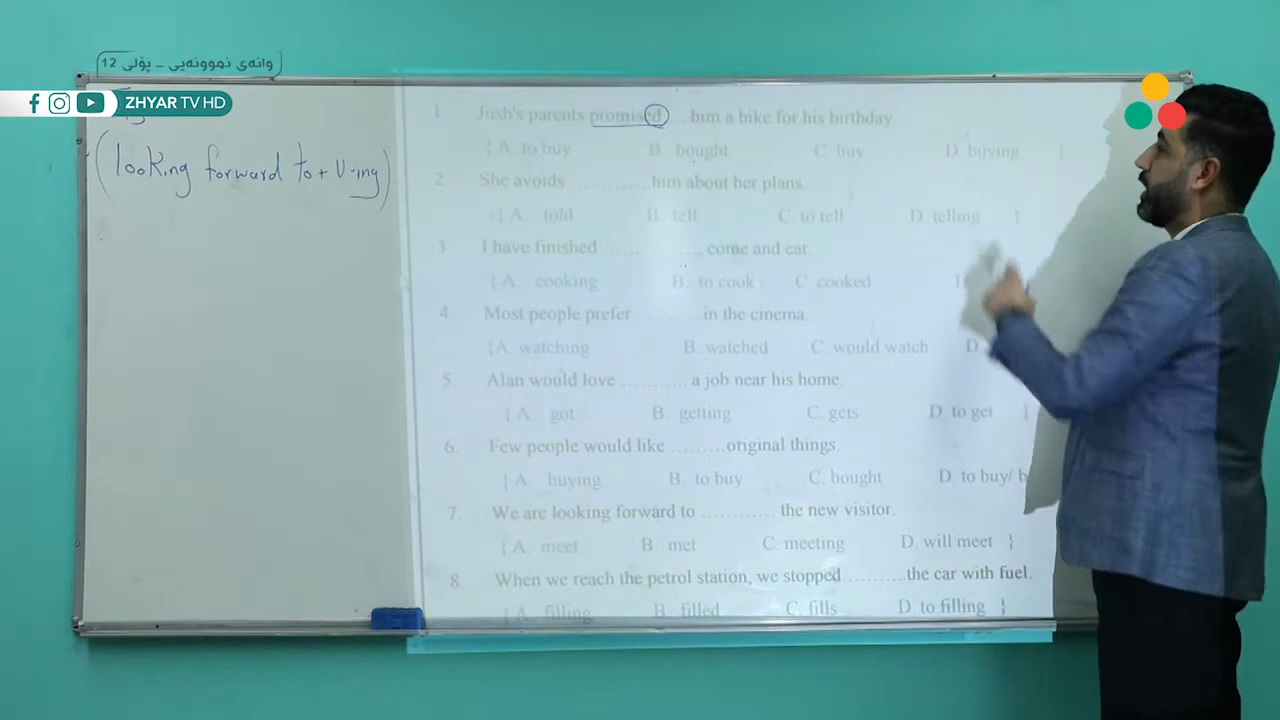 وانەی نموونەیی - پۆلی 12
ZHYAR TV HD
(looking forward to + V-ing)
1 Josh's parents promised .. him a bike for his birthday
{ A. to buy B. bought C. buy D. buying }
2. She avoids ............ him about her plans.
{ A. told B. tell C. to tell D. telling }
3 I have finished ............, come and eat.
{ A. cooking B. to cook C. cooked }
4. Most people prefer ......... in the cinema.
{A. watching B. watched C. would watch D
5. Alan would love .......... a job near his home.
{ A. got B. getting C. gets D. to get }
6. Few people would like .........original things.
{ A. buying B. to buy C. bought D. to buy/ b
7. We are looking forward to ............ the new visitor.
{ A. meet B. met C. meeting D. will meet }
8. When we reach the petrol station, we stopped ..........the car with fuel.
{ A. filling B. filled C. fills D. to filling }